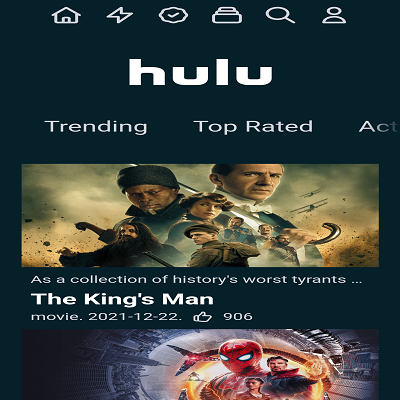 hulu
Trending Top Rated Act
As a collection of history's worst tyrants ...
The King's Man
movie. 2021-12-22. 906